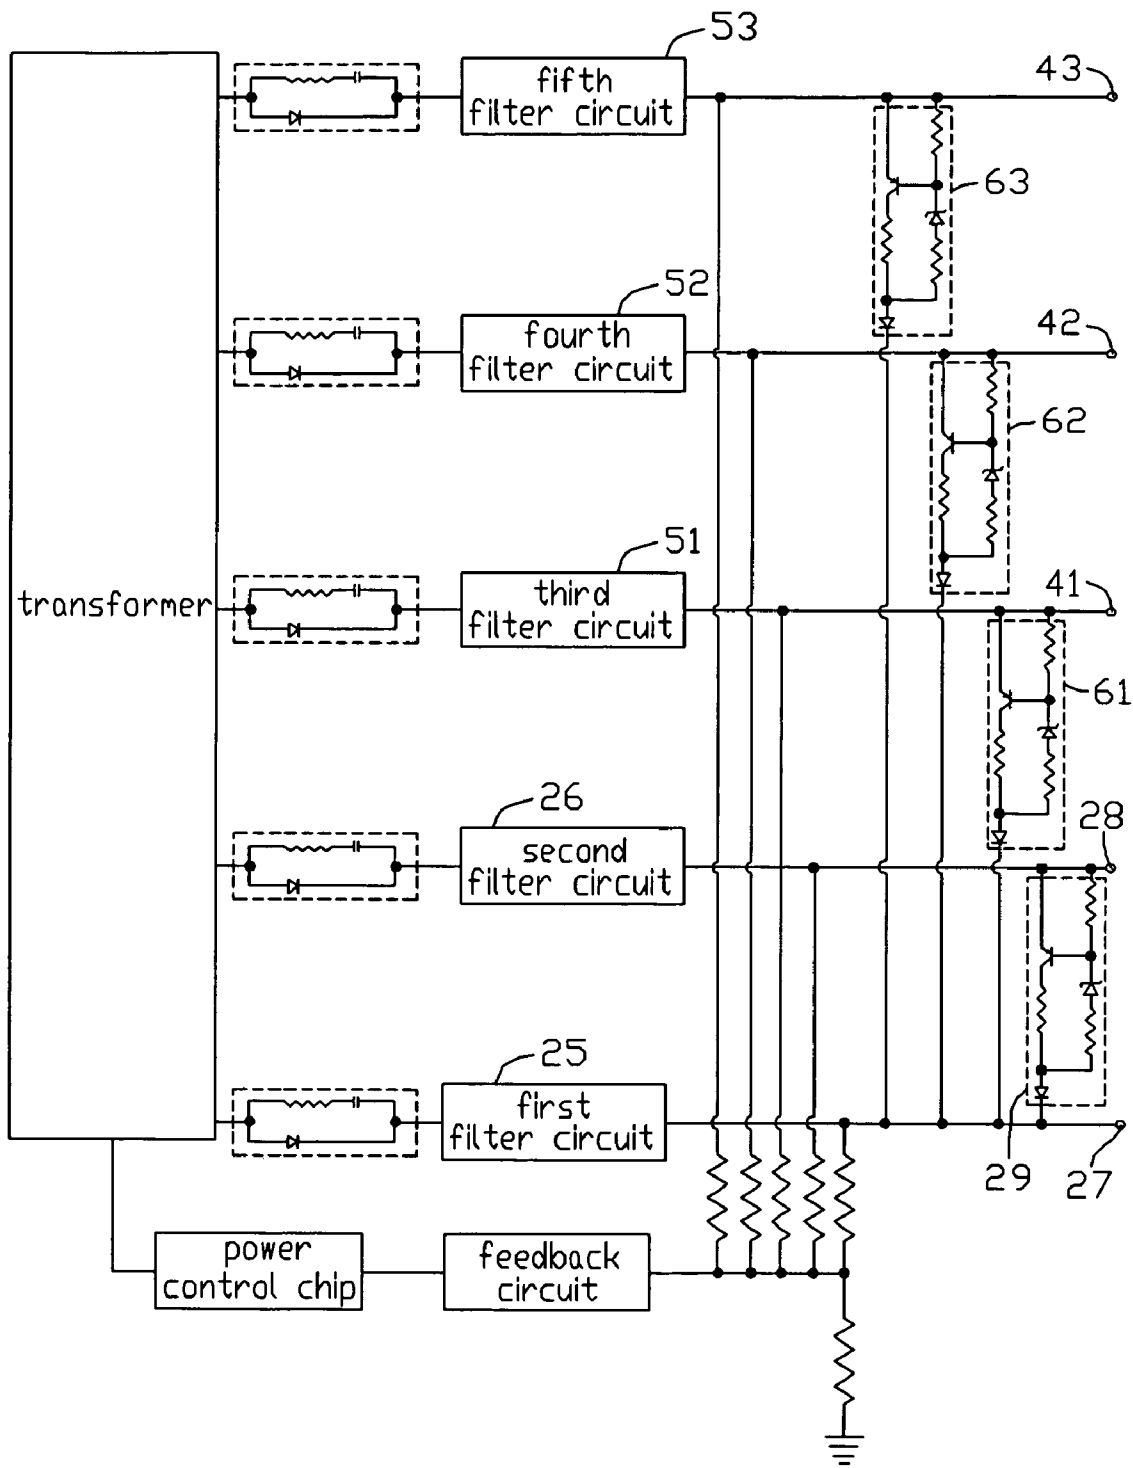 53
fifth
filter circuit
43
63
52
fourth
filter circuit
42
62
51
third
filter circuit
41
transformer
61
26
second
filter circuit
28
25
first
filter circuit
29
27
power
control chip
feedback
circuit